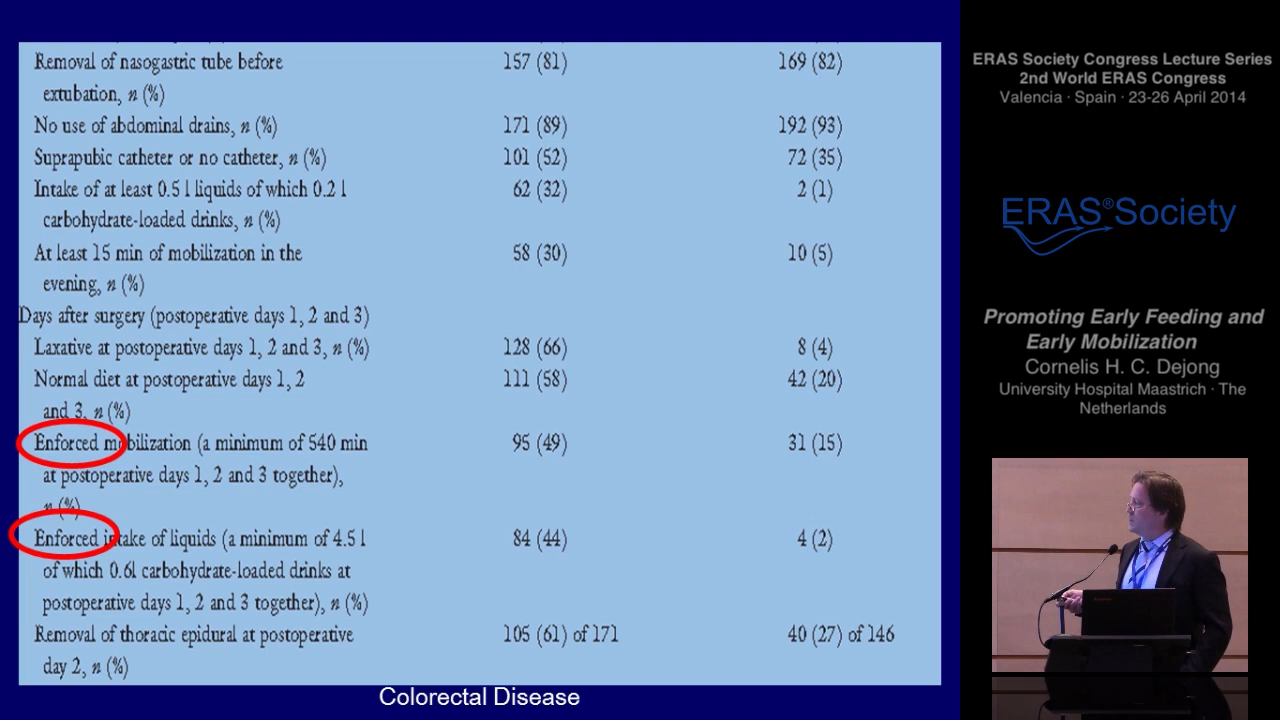 Removal of nasogastric tube before 157 (81) 169 (82)
extubation, n (%)
No use of abdominal drains, n (%) 171 (89) 192 (93)
Suprapubic catheter or no catheter, n (%) 101 (52) 72 (35)
Intake of at least 0.5 l liquids of which 0.2 l 62 (32) 2 (1)
carbohydrate-loaded drinks, n (%)
At least 15 min of mobilization in the 58 (30) 10 (5)
evening, n (%)
Days after surgery (postoperative days 1, 2 and 3)
Laxative at postoperative days 1, 2 and 3, n (%) 128 (66) 8 (4)
Normal diet at postoperative days 1, 2 111 (58) 42 (20)
and 3, n (%)
Enforced mobilization (a minimum of 540 min 95 (49) 31 (15)
at postoperative days 1, 2 and 3 together),
n (%)
Enforced intake of liquids (a minimum of 4.5 l 84 (44) 4 (2)
of which 0.6l carbohydrate-loaded drinks at
postoperative days 1, 2 and 3 together), n (%)
Removal of thoracic epidural at postoperative 105 (61) of 171 40 (27) of 146
day 2, n (%)
Colorectal Disease
ERAS Society Congress Lecture Series
2nd World ERAS Congress
Valencia · Spain · 23-26 April 2014
ERAS®Society
Promoting Early Feeding and
Early Mobilization
Cornelis H. C. Dejong
University Hospital Maastrich · The
Netherlands